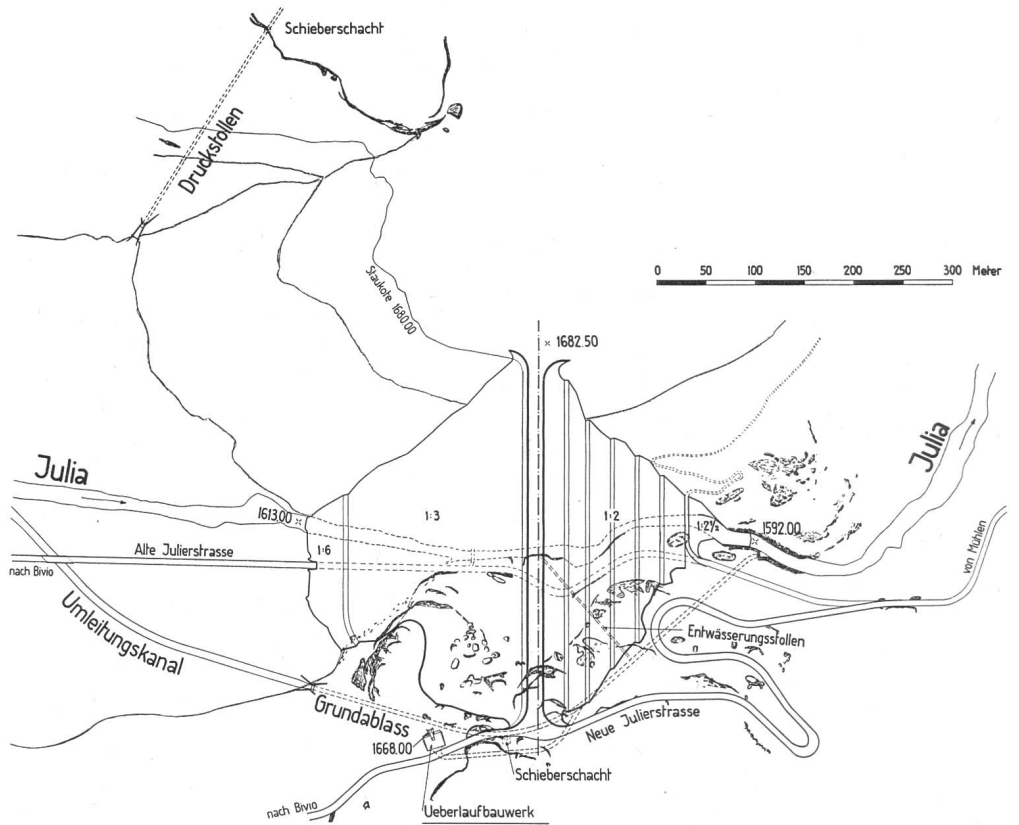 Schieberschacht
Druckstollen
Staukote 1680.00
0 50 100 150 200 250 300 Meter
1682.50
Julia
Julia
1613.00
1:3
1:2
1:2½
1592.00
1:6
Alte Julierstrasse
nach Bivio
von Mühlen
Umleitungskanal
Entwässerungsstollen
Grundablass
Neue Julierstrasse
1668.00
Schieberschacht
nach Bivio
a
Ueberlaufbauwerk